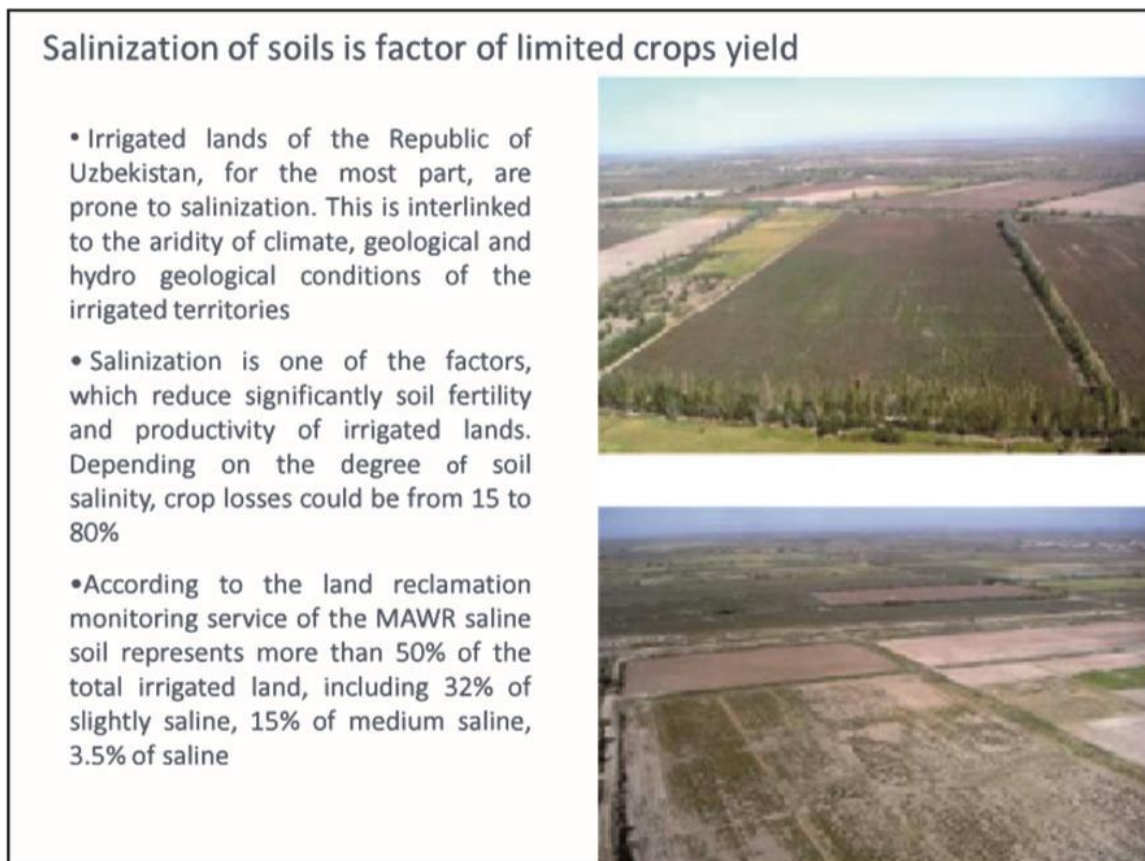 Salinization of soils is factor of limited crops yield
• Irrigated lands of the Republic of
Uzbekistan, for the most part, are
prone to salinization. This is interlinked
to the aridity of climate, geological and
hydro geological conditions of the
irrigated territories
• Salinization is one of the factors,
which reduce significantly soil fertility
and productivity of irrigated lands.
Depending on the degree of soil
salinity, crop losses could be from 15 to
80%
•According to the land reclamation
monitoring service of the MAWR saline
soil represents more than 50% of the
total irrigated land, including 32% of
slightly saline, 15% of medium saline,
3.5% of saline